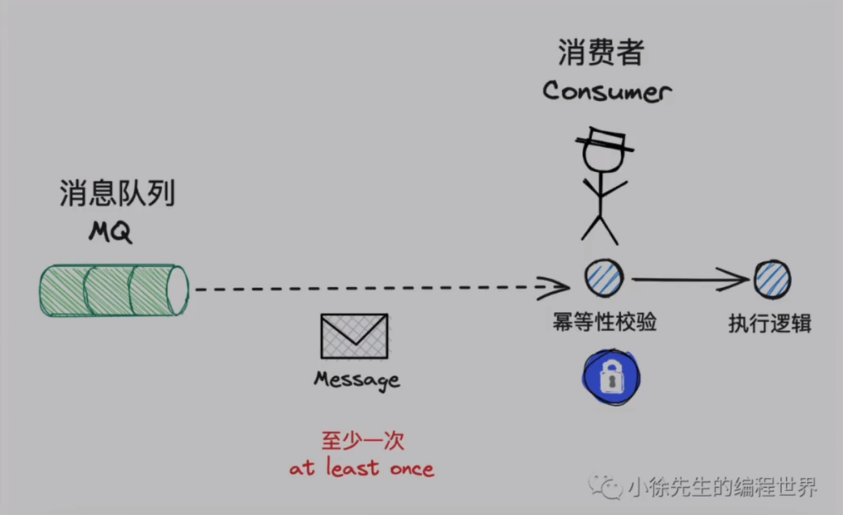 消费者
Consumer
消息队列
MQ
幂等性校验
执行逻辑
Message
至少一次
at least once
小徐先生的编程世界